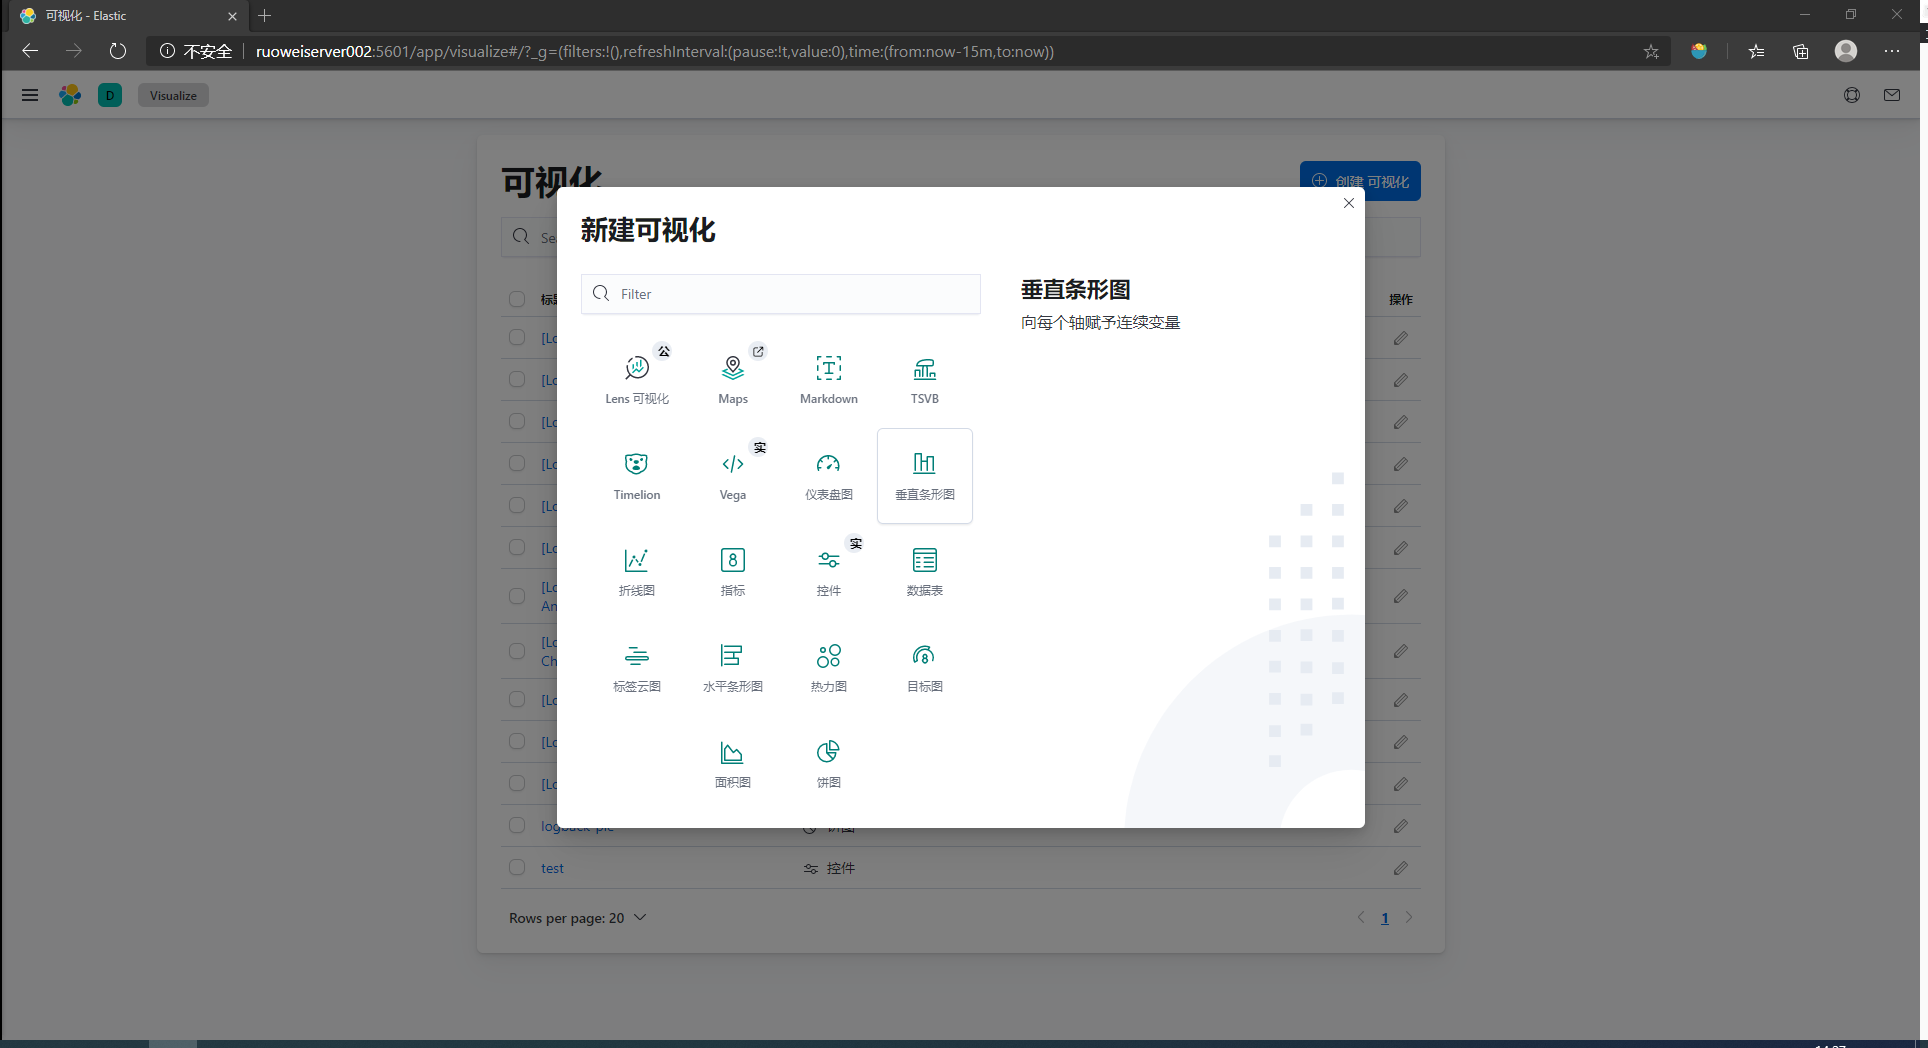 可视化 - Elastic
不安全
ruoweiserver002:5601/app/visualize#/?_g=(filters:!(),refreshInterval:(pause:!t,value:0),time:(from:now-15m,to:now))
D
Visualize
可视化
创建 可视化
新建可视化
Filter
垂直条形图
向每个轴赋予连续变量
操作
公
Lens 可视化
Maps
Markdown
TSVB
实
Timelion
Vega
仪表盘图
垂直条形图
实
折线图
指标
控件
数据表
标签云图
水平条形图
热力图
目标图
面积图
饼图
[Lo
[Lo
[Lo
[Lo
[Lo
[Lo
[Lo
An
[Lo
Ch
[Lo
[Lo
[Lo
logback-pie
饼图
test
控件
Rows per page: 20
1